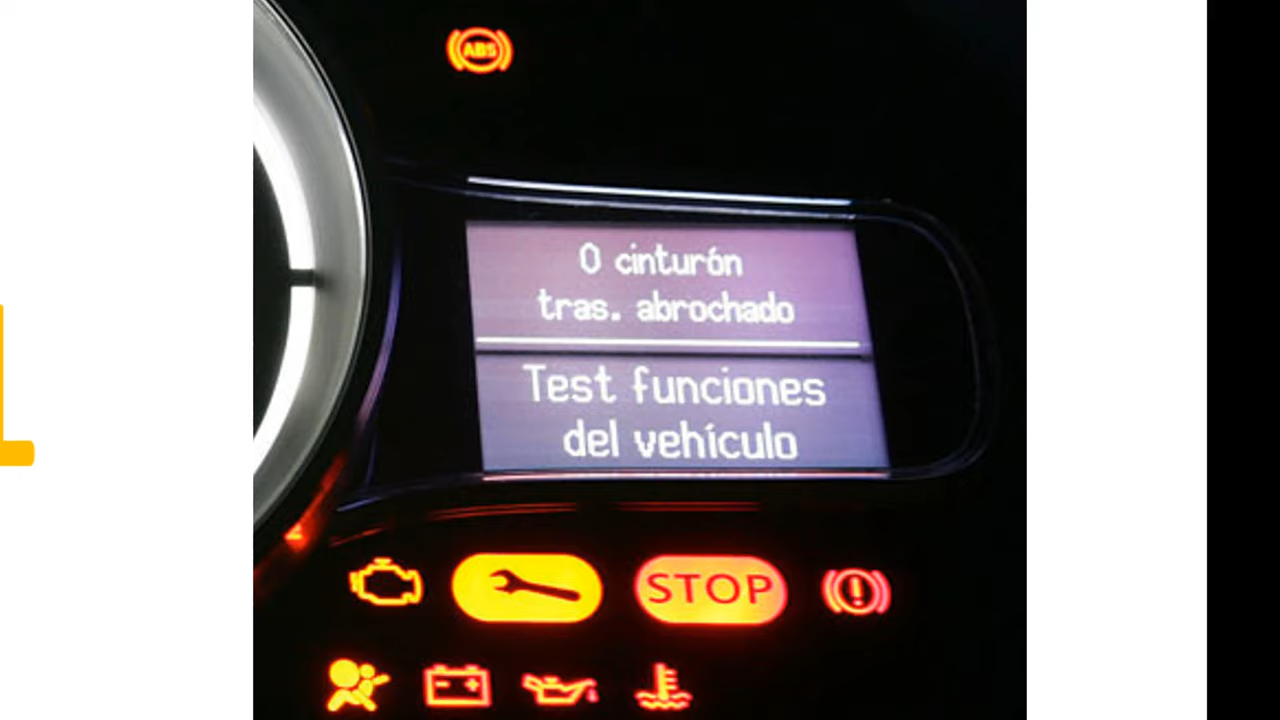 ABS
0 cinturón
tras. abrochado
Test funciones
del vehículo
STOP